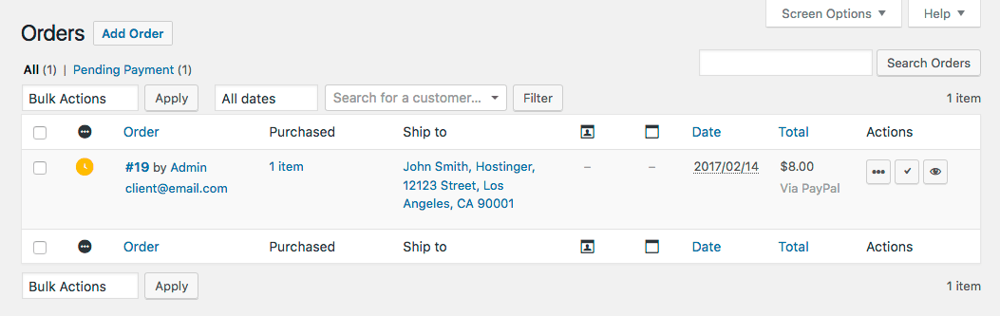 Screen Options Help
Orders Add Order
All (1) | Pending Payment (1)
Search Orders
Bulk Actions Apply All dates Search for a customer... Filter 1 item
Order Purchased Ship to Date Total Actions
#19 by Admin 1 item John Smith, Hostinger, – – 2017/02/14 $8.00
client@email.com 12123 Street, Los Via PayPal
Angeles, CA 90001
Order Purchased Ship to Date Total Actions
Bulk Actions Apply 1 item